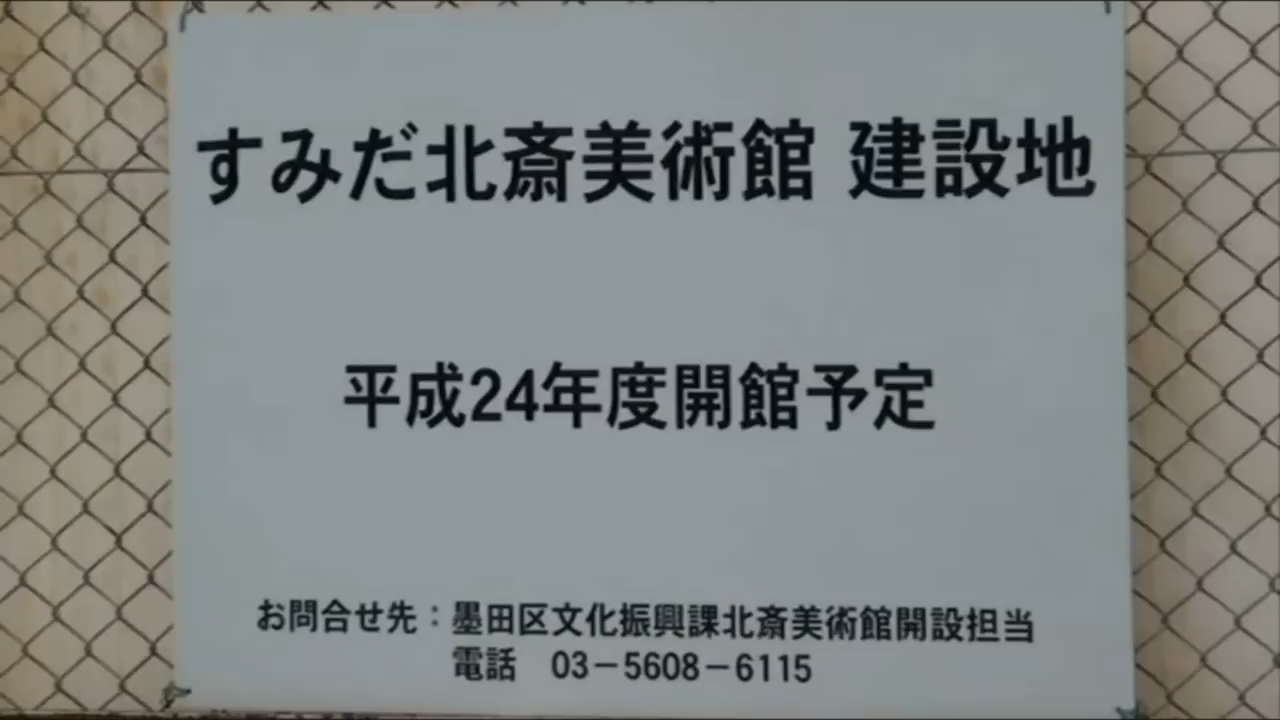 すみだ北斎美術館 建設地
平成24年度開館予定
お問合せ先：墨田区文化振興課北斎美術館開設担当
電話　03－5608－6115